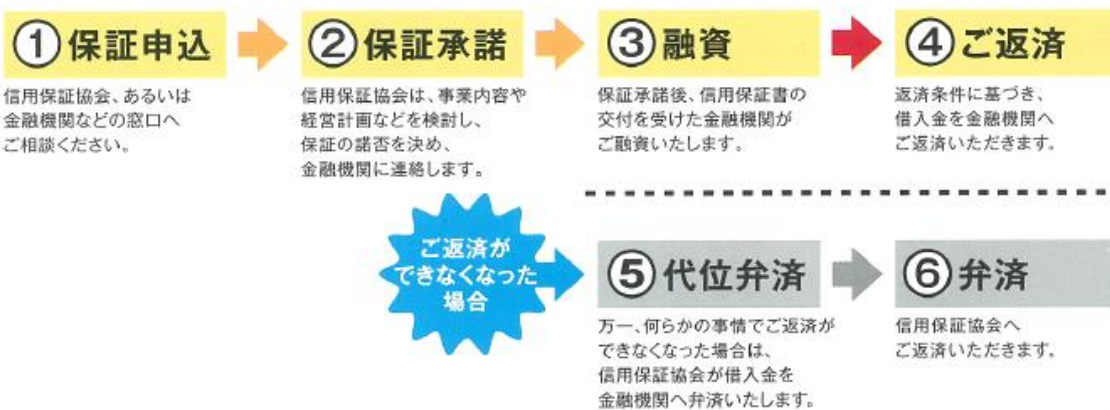 ①保証申込
信用保証協会、あるいは
金融機関などの窓口へ
ご相談ください。
②保証承諾
信用保証協会は、事業内容や
経営計画などを検討し、
保証の諾否を決め、
金融機関に連絡します。
③融資
保証承諾後、信用保証書の
交付を受けた金融機関が
ご融資いたします。
④ご返済
返済条件に基づき、
借入金を金融機関へ
ご返済いただきます。
ご返済が
できなくなった
場合
⑤代位弁済
万一、何らかの事情でご返済が
できなくなった場合は、
信用保証協会が借入金を
金融機関へ弁済いたします。
⑥弁済
信用保証協会へ
ご返済いただきます。